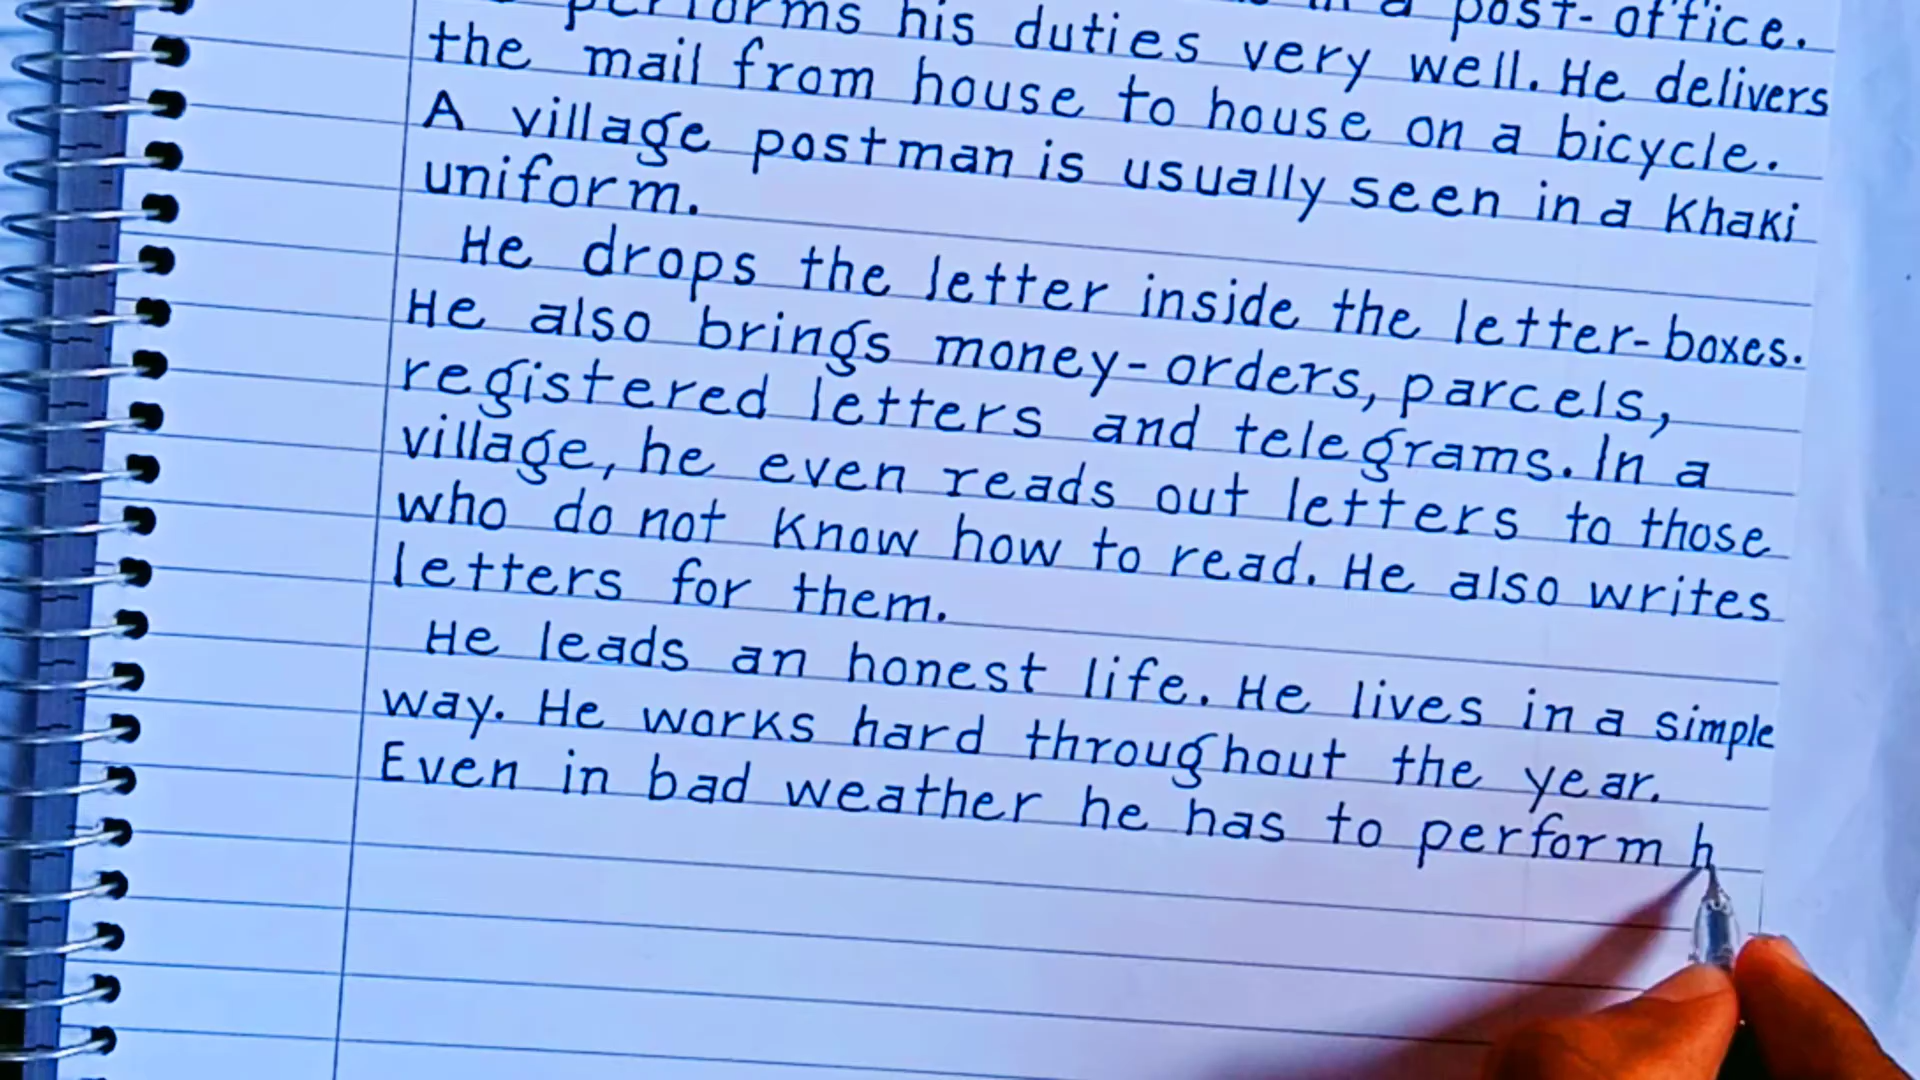 in a post-office.
performs his duties very well. He delivers
the mail from house to house on a bicycle.
A village postman is usually seen in a Khaki
uniform.
He drops the letter inside the letter-boxes.
He also brings money-orders, parcels,
registered letters and telegrams. In a
village, he even reads out letters to those
who do not know how to read. He also writes
letters for them.
He leads an honest life. He lives in a simple
way. He works hard throughout the year.
Even in bad weather he has to perform h